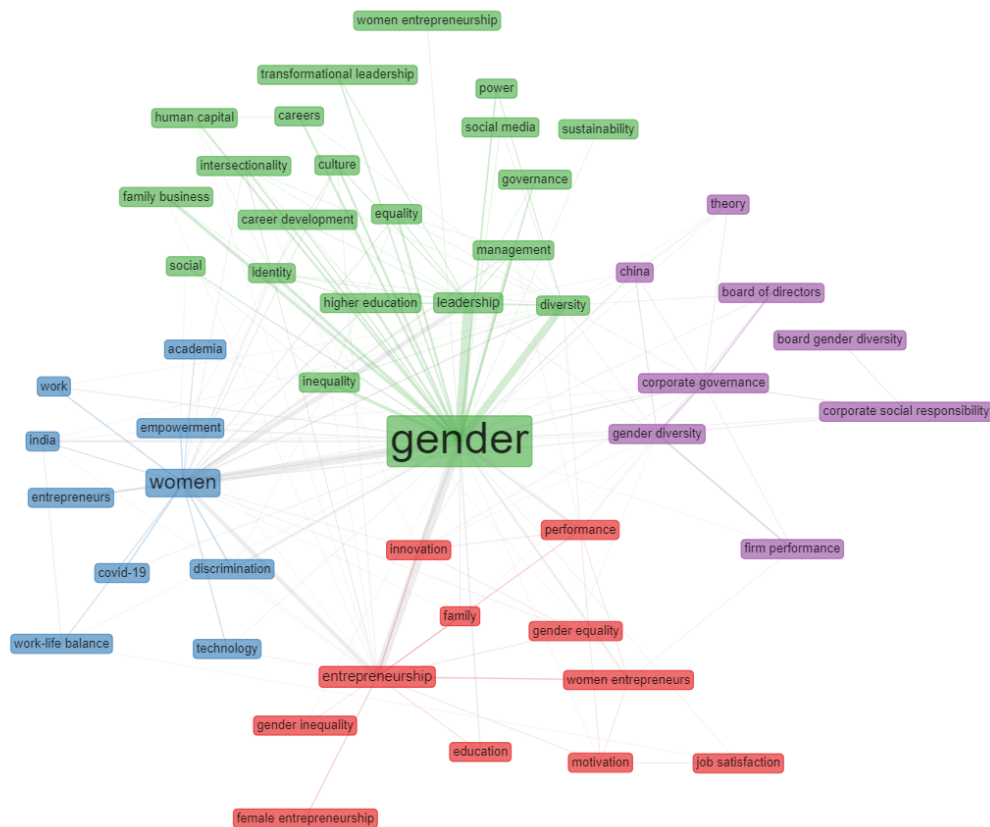 women entrepreneurship
transformational leadership
power
human capital
careers
social media
sustainability
intersectionality
culture
governance
family business
career development
equality
theory
management
social
identity
china
higher education
leadership
diversity
board of directors
board gender diversity
academia
inequality
work
corporate governance
corporate social responsibility
empowerment
india
gender
gender diversity
women
entrepreneurs
performance
innovation
firm performance
covid-19
discrimination
family
gender equality
work-life balance
technology
entrepreneurship
women entrepreneurs
gender inequality
education
motivation
job satisfaction
female entrepreneurship